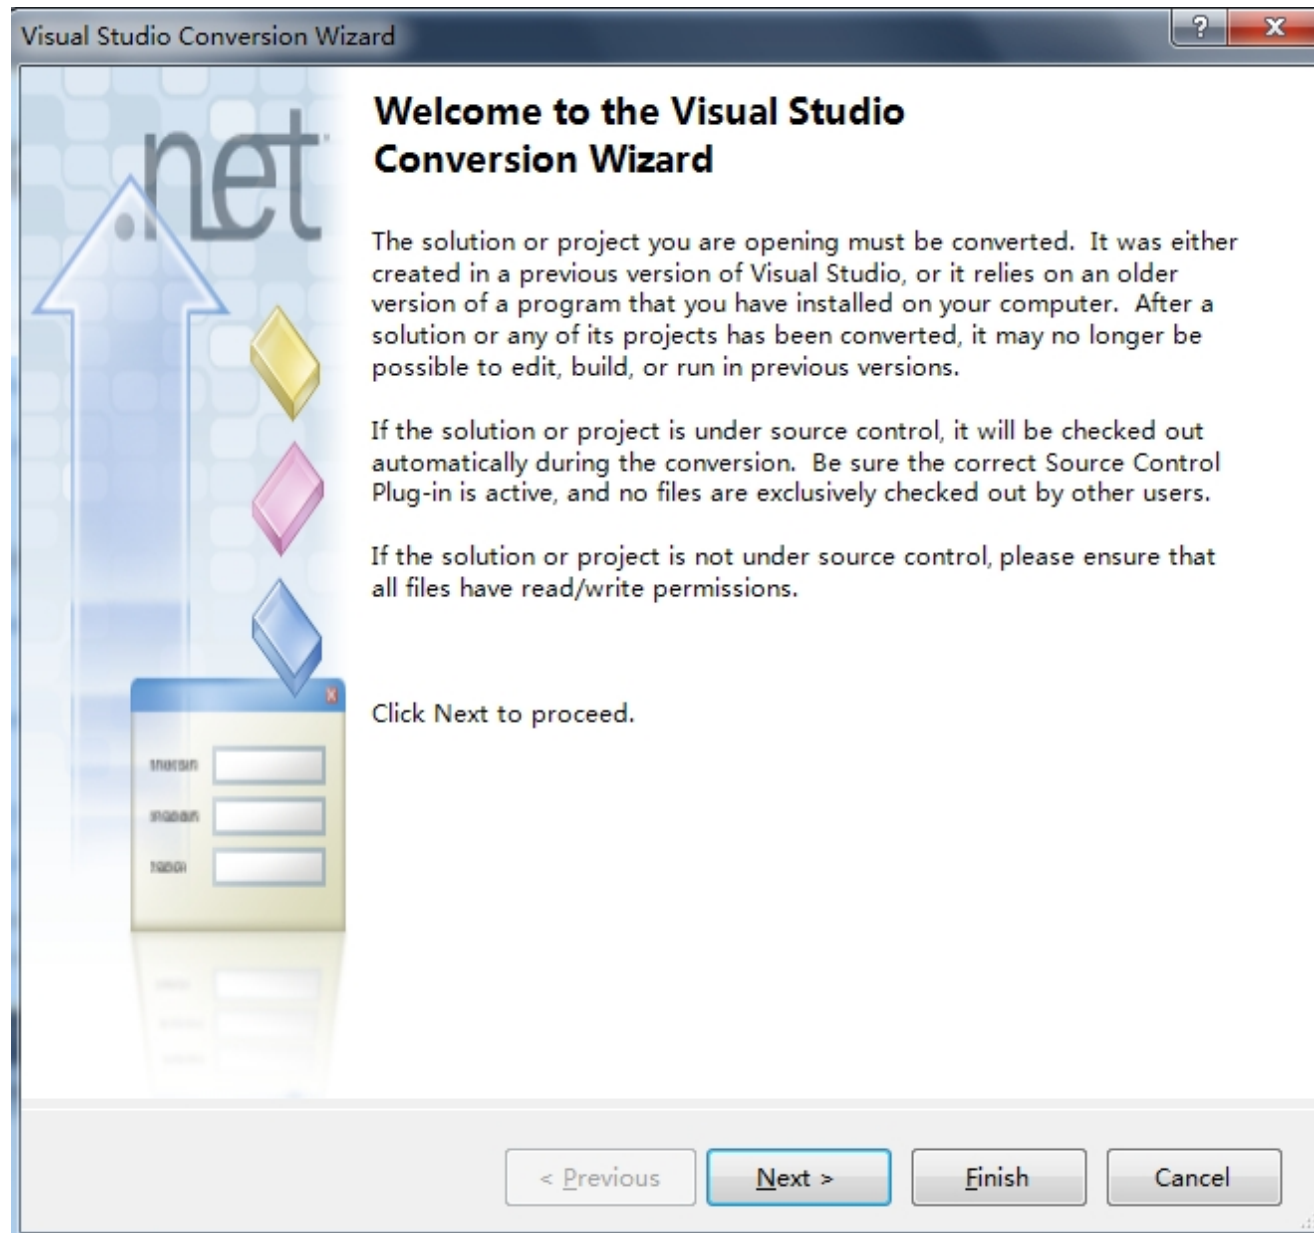 Visual Studio Conversion Wizard
?
x
.net
Welcome to the Visual Studio
Conversion Wizard
The solution or project you are opening must be converted.  It was either
created in a previous version of Visual Studio, or it relies on an older
version of a program that you have installed on your computer.  After a
solution or any of its projects has been converted, it may no longer be
possible to edit, build, or run in previous versions.
If the solution or project is under source control, it will be checked out
automatically during the conversion.  Be sure the correct Source Control
Plug-in is active, and no files are exclusively checked out by other users.
If the solution or project is not under source control, please ensure that
all files have read/write permissions.
Click Next to proceed.
< Previous
Next >
Finish
Cancel